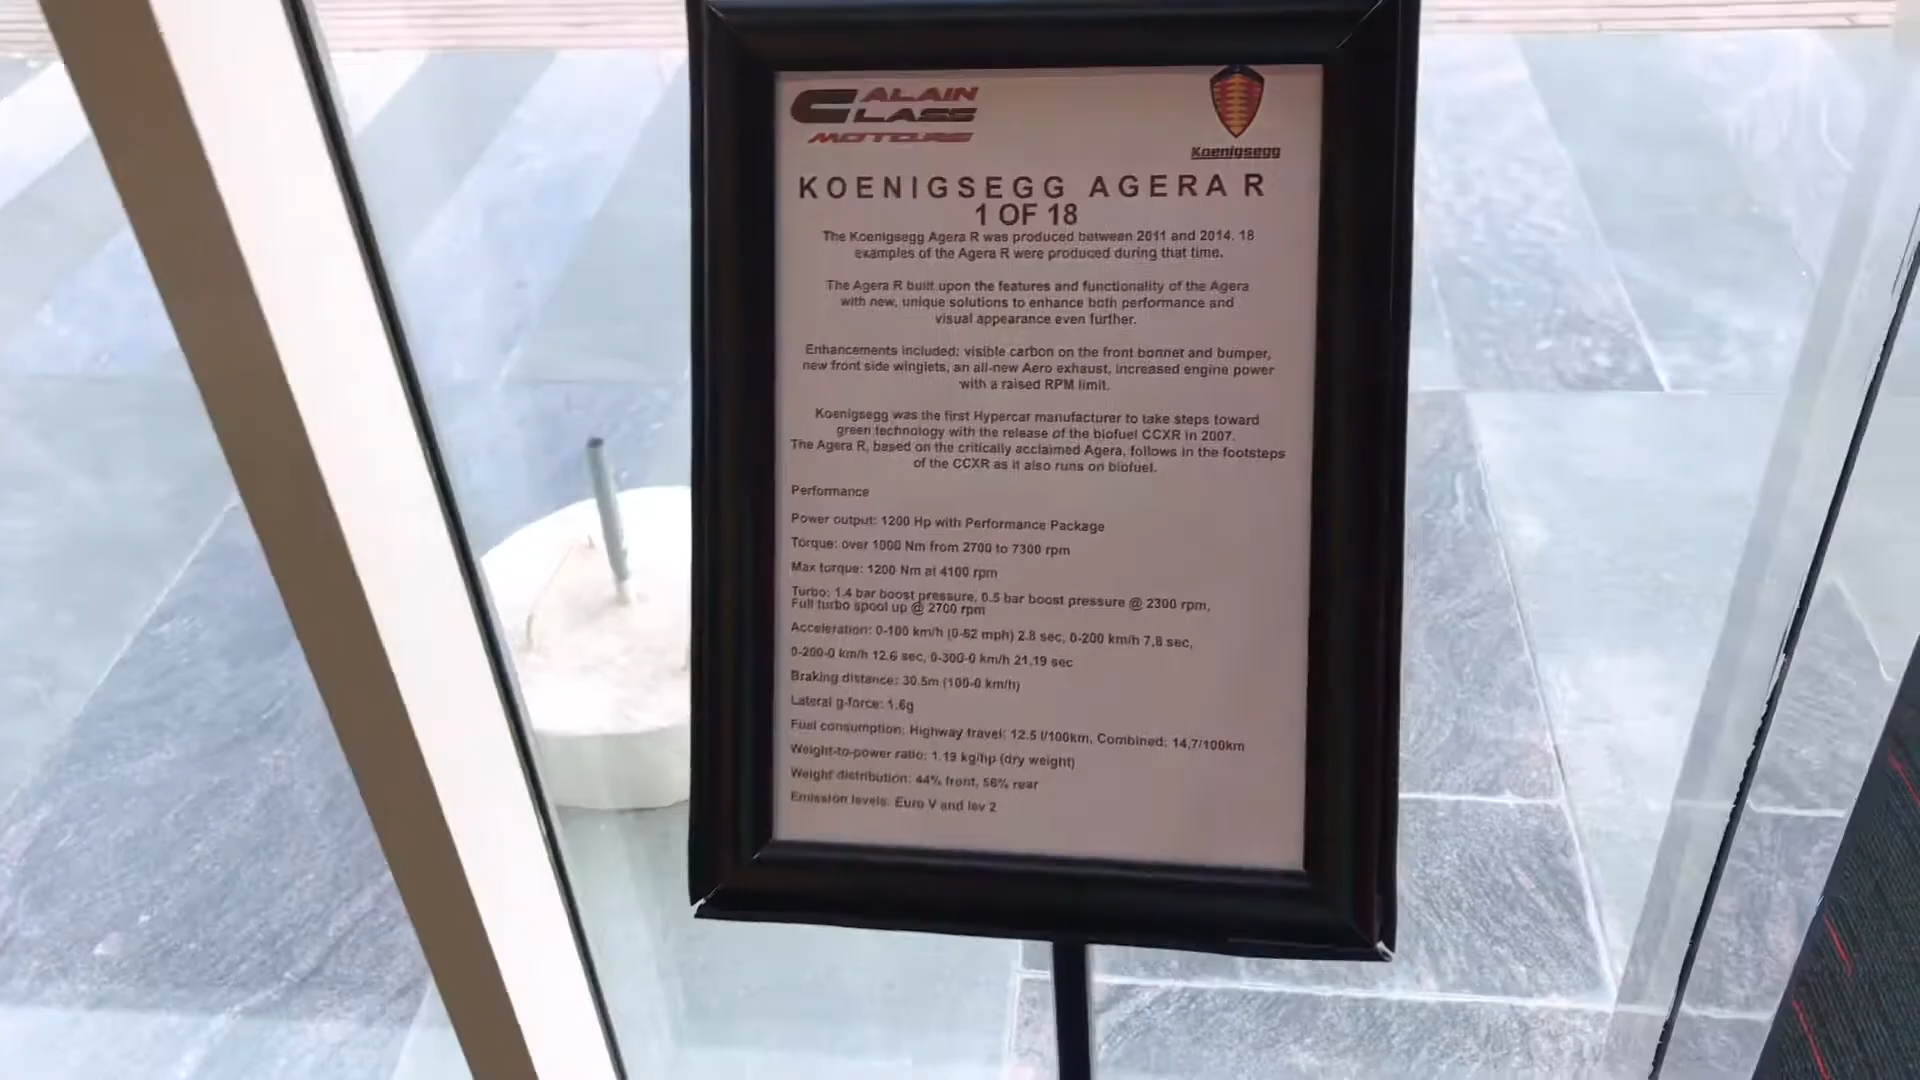 ALAIN
CLASS
MOTORS
Koenigsegg
KOENIGSEGG AGERA R
1 OF 18
The Koenigsegg Agera R was produced between 2011 and 2014. 18
examples of the Agera R were produced during that time.
The Agera R built upon the features and functionality of the Agera
with new, unique solutions to enhance both performance and
visual appearance even further.
Enhancements included: visible carbon on the front bonnet and bumper,
new front side winglets, an all-new Aero exhaust, increased engine power
with a raised RPM limit.
Koenigsegg was the first Hypercar manufacturer to take steps toward
green technology with the release of the biofuel CCXR in 2007.
The Agera R, based on the critically acclaimed Agera, follows in the footsteps
of the CCXR as it also runs on biofuel.
Performance
Power output: 1200 Hp with Performance Package
Torque: over 1000 Nm from 2700 to 7300 rpm
Max torque: 1200 Nm at 4100 rpm
Turbo: 1.4 bar boost pressure, 0.5 bar boost pressure @ 2300 rpm,
Full turbo spool up @ 2700 rpm
Acceleration: 0-100 km/h (0-62 mph) 2.8 sec, 0-200 km/h 7,8 sec,
0-200-0 km/h 12.6 sec, 0-300-0 km/h 21,19 sec
Braking distance: 30.5m (100-0 km/h)
Lateral g-force: 1.6g
Fuel consumption: Highway travel: 12.5 l/100km, Combined: 14,7/100km
Weight-to-power ratio: 1.19 kg/hp (dry weight)
Weight distribution: 44% front, 56% rear
Emission levels: Euro V and lev 2